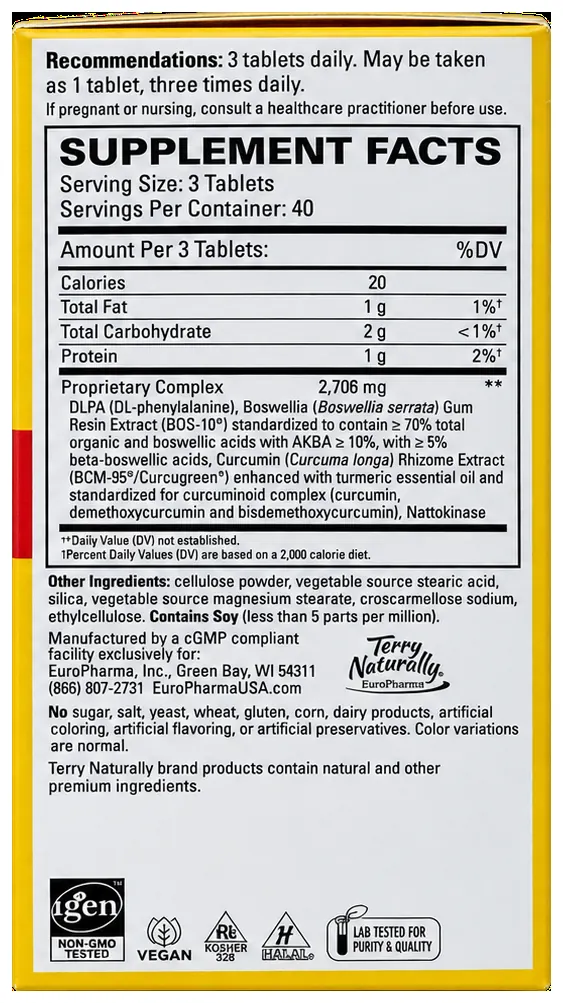 Recommendations: 3 tablets daily. May be taken
as 1 tablet, three times daily.
If pregnant or nursing, consult a healthcare practitioner before use.
SUPPLEMENT FACTS
Serving Size: 3 Tablets
Servings Per Container: 40
Amount Per 3 Tablets: %DV
Calories 20
Total Fat 1 g 1%†
Total Carbohydrate 2 g <1%†
Protein 1 g 2%†
Proprietary Complex 2,706 mg **
DLPA (DL-phenylalanine), Boswellia (Boswellia serrata) Gum
Resin Extract (BOS-10®) standardized to contain ≥ 70% total
organic and boswellic acids with AKBA ≥ 10%, with ≥ 5%
beta-boswellic acids, Curcumin (Curcuma longa) Rhizome Extract
(BCM-95®/Curcugreen®) enhanced with turmeric essential oil and
standardized for curcuminoid complex (curcumin,
demethoxycurcumin and bisdemethoxycurcumin), Nattokinase
**Daily Value (DV) not established.
†Percent Daily Values (DV) are based on a 2,000 calorie diet.
Other Ingredients: cellulose powder, vegetable source stearic acid,
silica, vegetable source magnesium stearate, croscarmellose sodium,
ethylcellulose. Contains Soy (less than 5 parts per million).
Manufactured by a cGMP compliant
facility exclusively for:
EuroPharma, Inc., Green Bay, WI 54311
(866) 807-2731 EuroPharmaUSA.com
Terry
Naturally®
EuroPharma
No sugar, salt, yeast, wheat, gluten, corn, dairy products, artificial
coloring, artificial flavoring, or artificial preservatives. Color variations
are normal.
Terry Naturally brand products contain natural and other
premium ingredients.
igen™
NON-GMO
TESTED
VEGAN
Rk
KOSHER
328
H
HALAL®
LAB TESTED FOR
PURITY & QUALITY